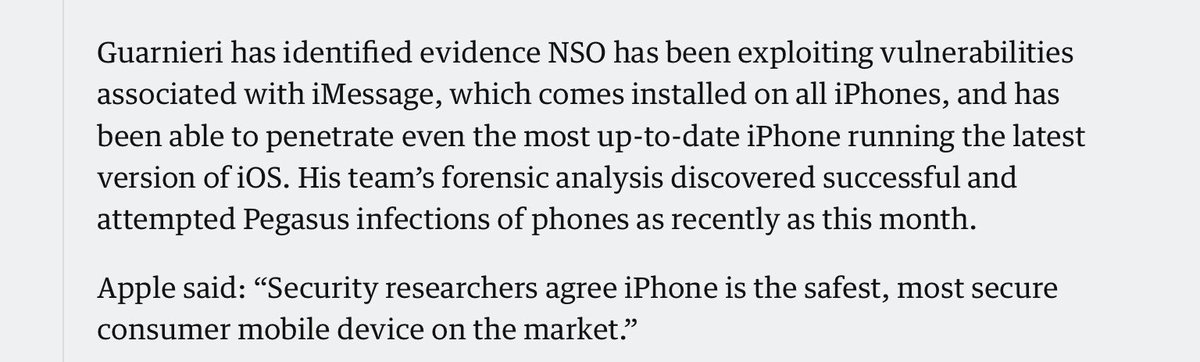 Guarnieri has identified evidence NSO has been exploiting vulnerabilities
associated with iMessage, which comes installed on all iPhones, and has
been able to penetrate even the most up-to-date iPhone running the latest
version of iOS. His team’s forensic analysis discovered successful and
attempted Pegasus infections of phones as recently as this month.
Apple said: “Security researchers agree iPhone is the safest, most secure
consumer mobile device on the market.”